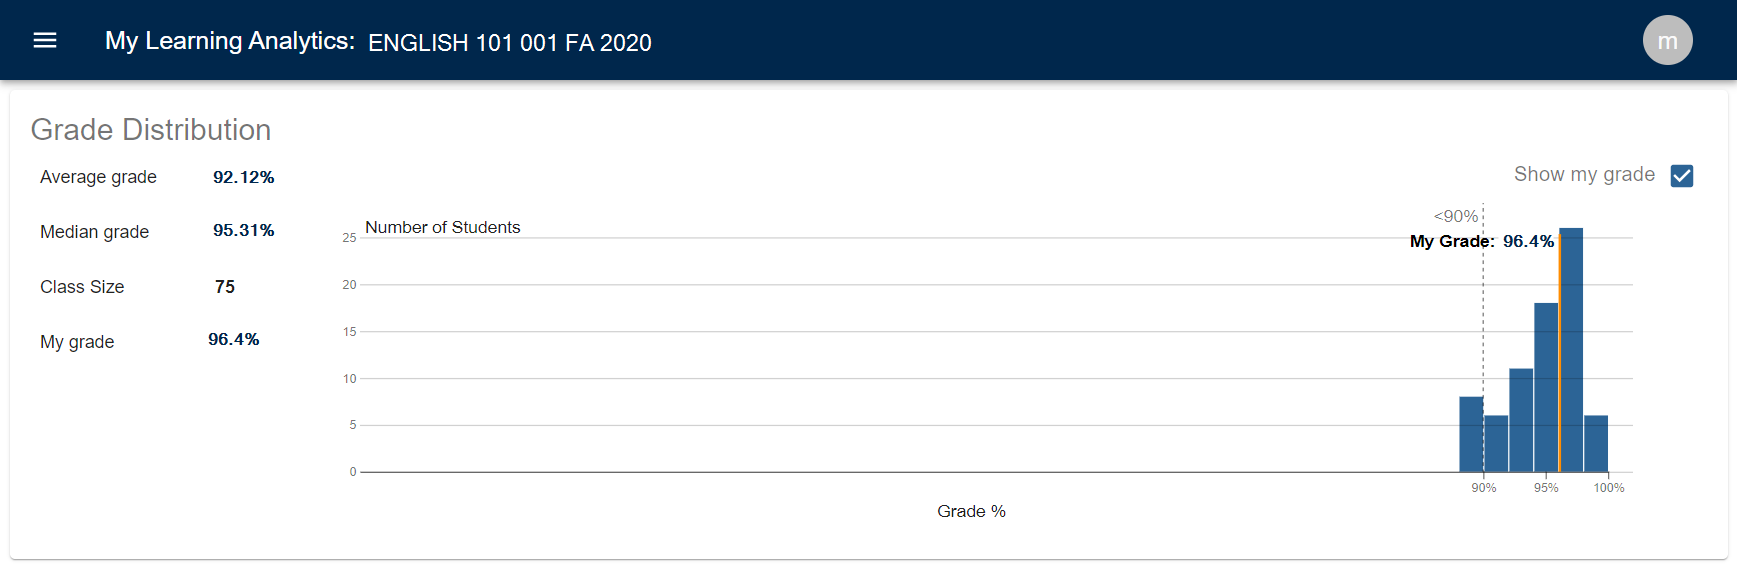 My Learning Analytics: ENGLISH 101 001 FA 2020
m
Grade Distribution
Average grade 92.12%
Median grade 95.31%
Class Size 75
My grade 96.4%
Show my grade
<90%
My Grade: 96.4%
Number of Students
25
20
15
10
5
0
90% 95% 100%
Grade %